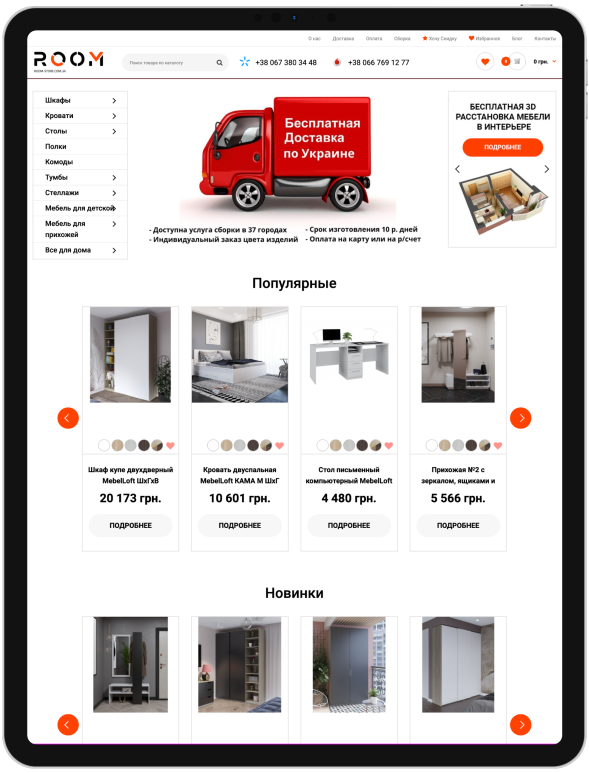 О нас Доставка Оплата Сборка Хочу Скидку Избранное Блог Контакты
ROOM
ROOM-STORE.COM.UA
Поиск товара по каталогу
+38 067 380 34 48
+38 066 769 12 77
0
0 грн.
Шкафы
Кровати
Столы
Полки
Комоды
Тумбы
Стеллажи
Мебель для детской
Мебель для
прихожей
Все для дома
Бесплатная
Доставка
по Украине
- Доступна услуга сборки в 37 городах
- Индивидуальный заказ цвета изделий
- Срок изготовления 10 р. дней
- Оплата на карту или на р/счет
БЕСПЛАТНАЯ 3D
РАССТАНОВКА МЕБЕЛИ
В ИНТЕРЬЕРЕ
ПОДРОБНЕЕ
Популярные
Шкаф купе двухдверный
MebelLoft ШхГхВ
20 173 грн.
ПОДРОБНЕЕ
Кровать двуспальная
MebelLoft КАМА М ШхГ
10 601 грн.
ПОДРОБНЕЕ
Стол письменный
компьютерный MebelLoft
4 480 грн.
ПОДРОБНЕЕ
Прихожая №2 с
зеркалом, ящиками и
5 566 грн.
ПОДРОБНЕЕ
Новинки